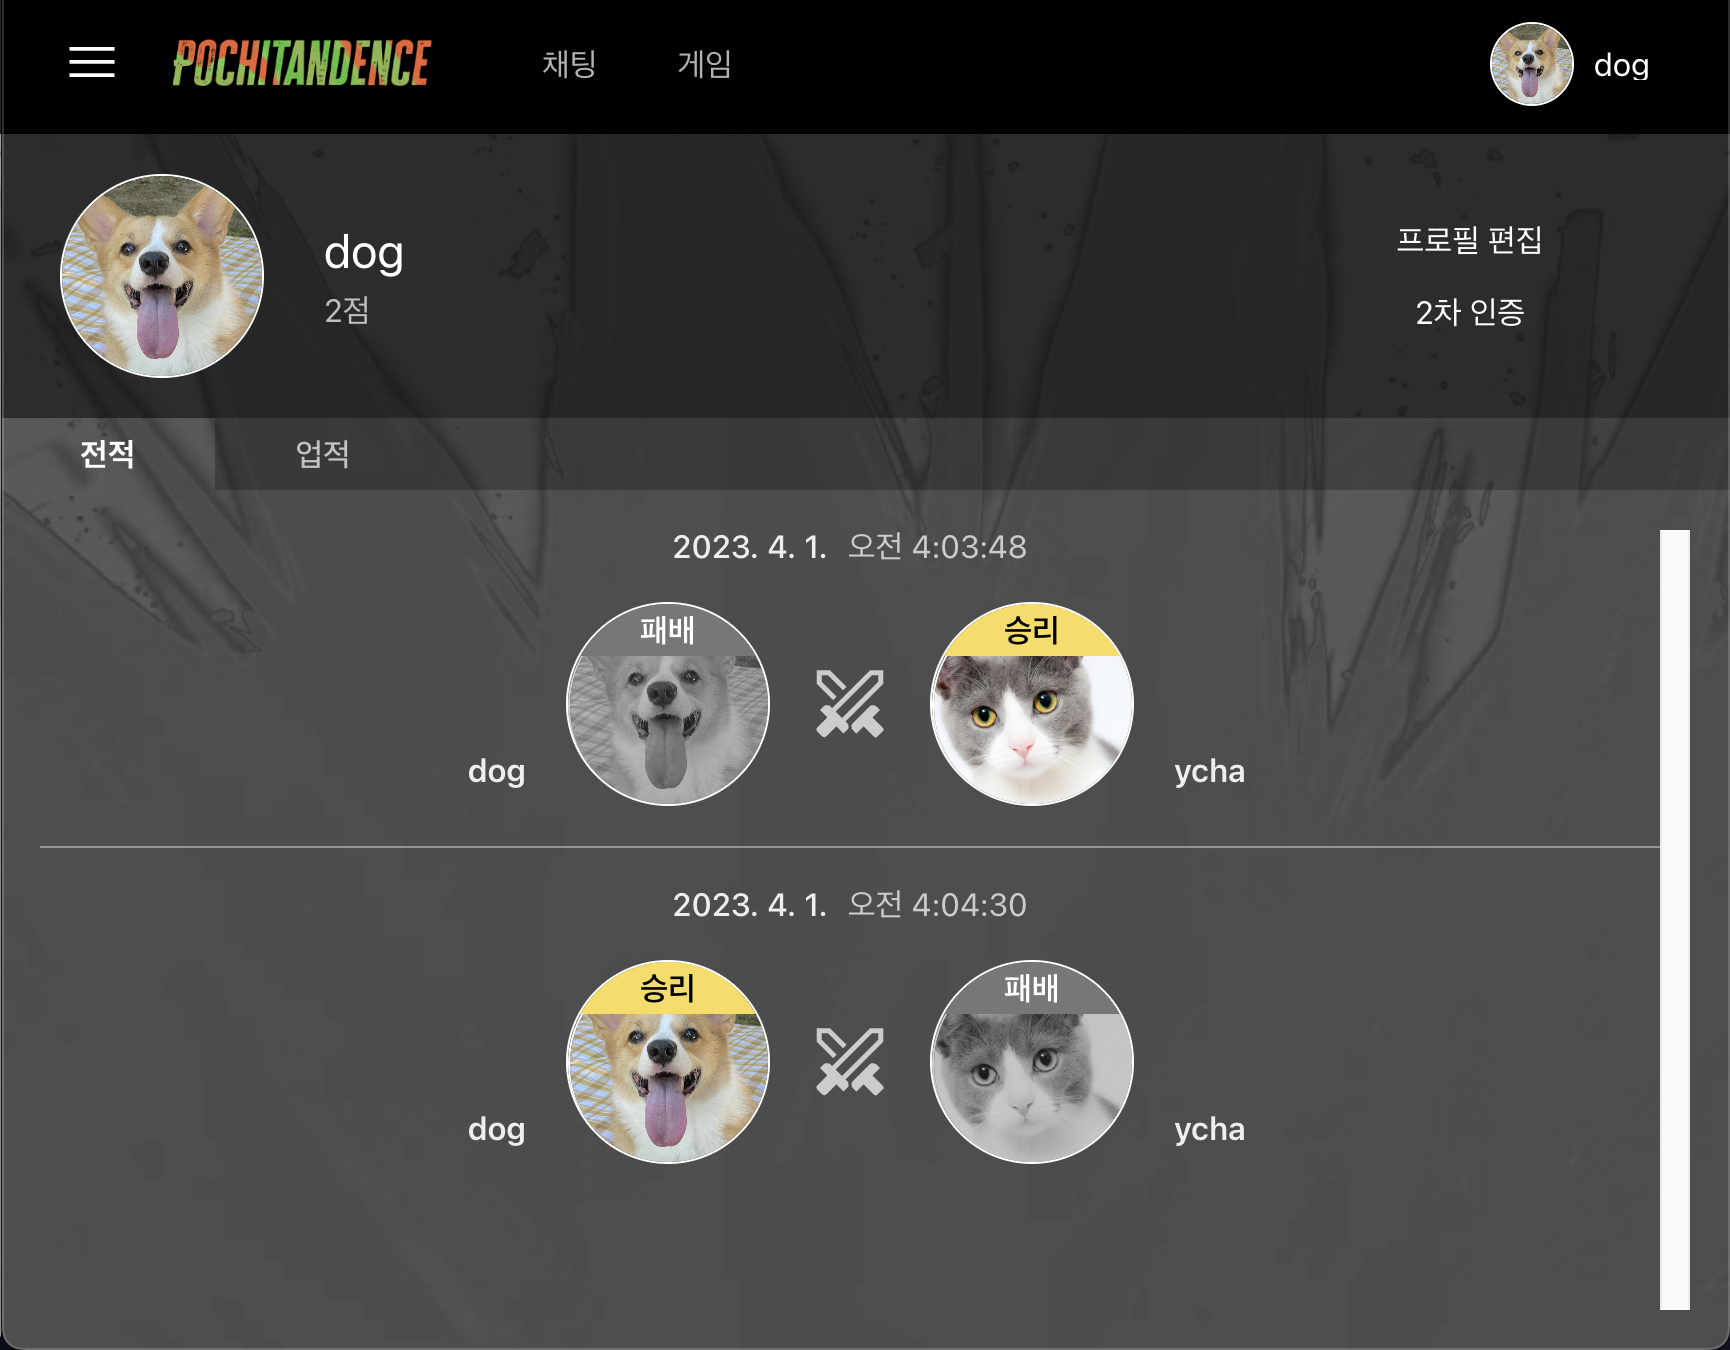 POCHITANDENCE 채팅 게임 dog
dog
2점
프로필 편집
2차 인증
전적 업적
2023. 4. 1. 오전 4:03:48
패배 승리
dog ycha
2023. 4. 1. 오전 4:04:30
승리 패배
dog ycha